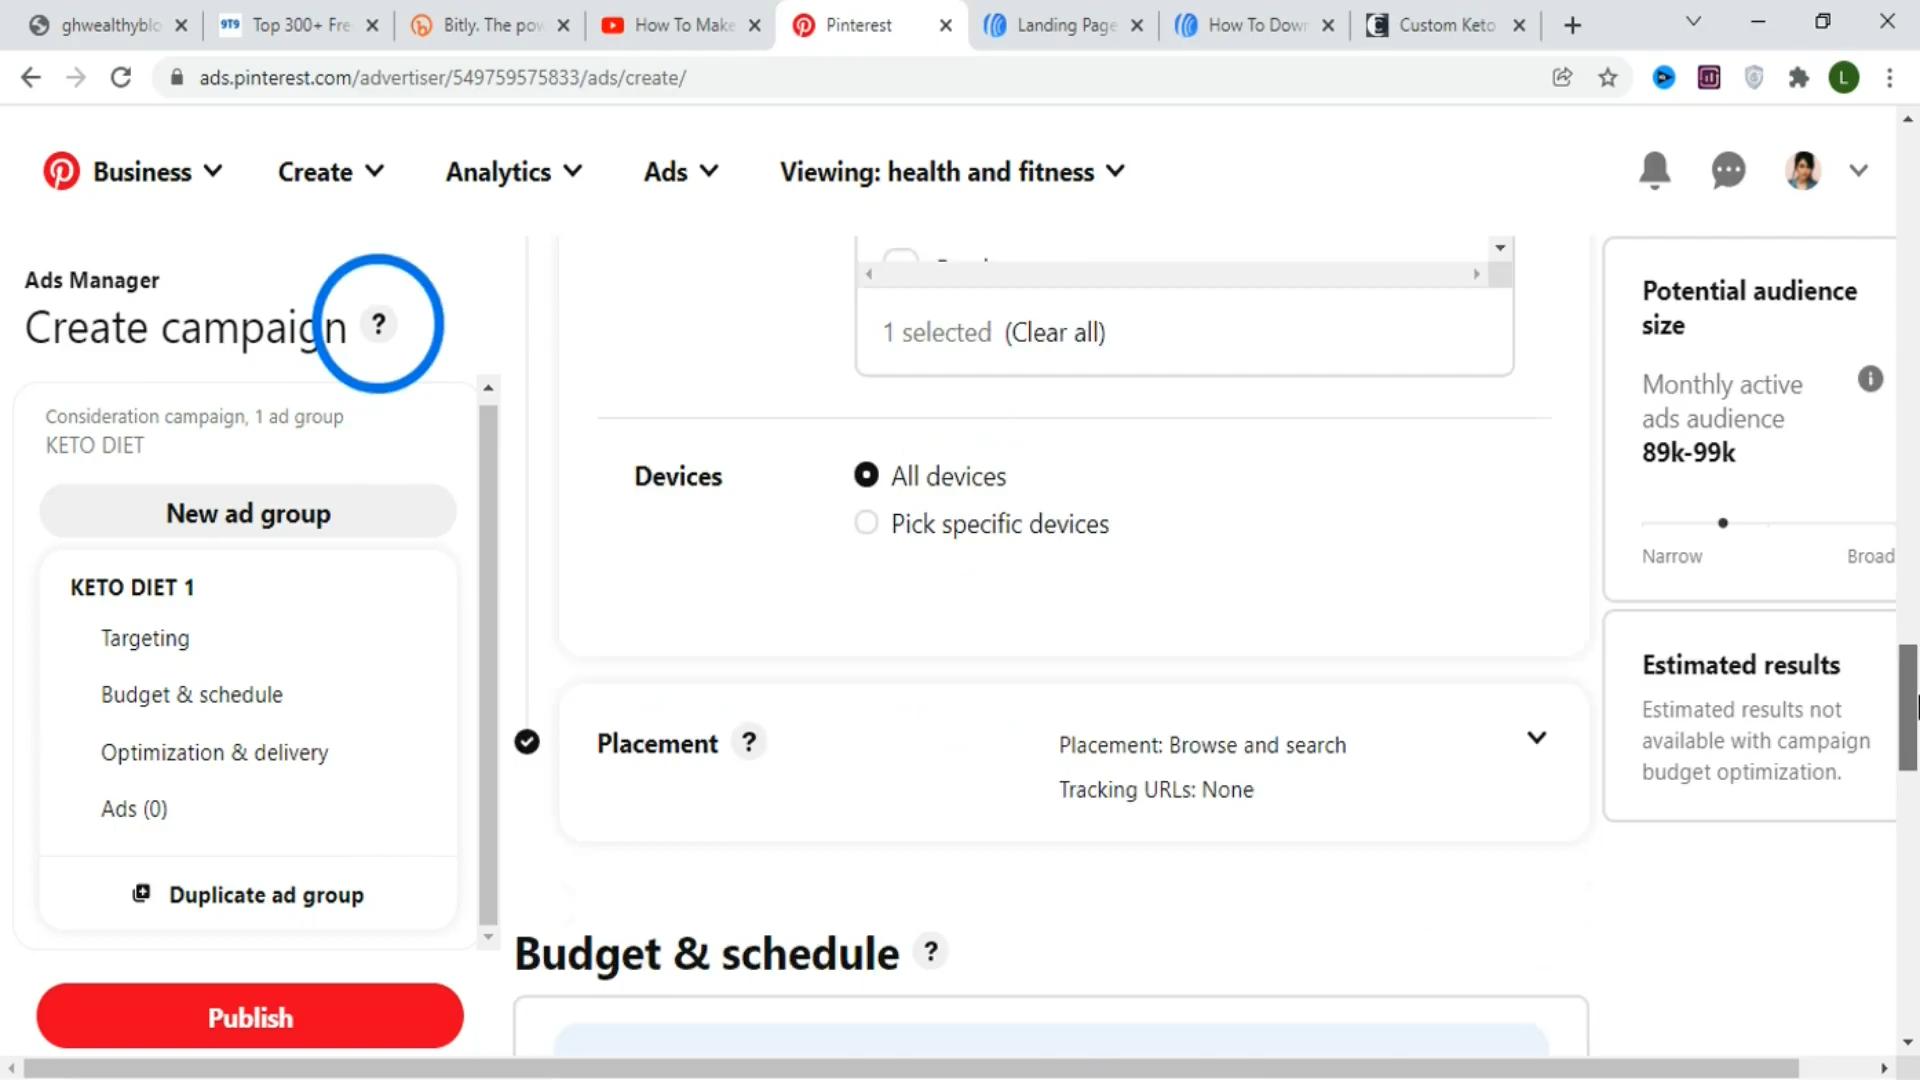 ghwealthyblo
9T9 Top 300+ Fre
Bitly. The pow
How To Make
Pinterest
Landing Page
How To Down
Custom Keto
ads.pinterest.com/advertiser/549759575833/ads/create/
L
Business
Create
Analytics
Ads
Viewing: health and fitness
Ads Manager
Create campaign ?
Consideration campaign, 1 ad group
KETO DIET
New ad group
KETO DIET 1
Targeting
Budget & schedule
Optimization & delivery
Ads (0)
Duplicate ad group
Publish
1 selected (Clear all)
Devices
All devices
Pick specific devices
Placement ?
Placement: Browse and search
Tracking URLs: None
Budget & schedule ?
Potential audience
size
Monthly active
ads audience
89k-99k
Narrow
Broad
Estimated results
Estimated results not
available with campaign
budget optimization.